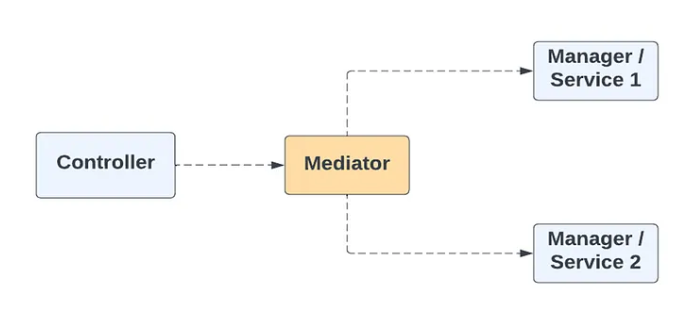 Manager /
Service 1
Controller
Mediator
Manager /
Service 2